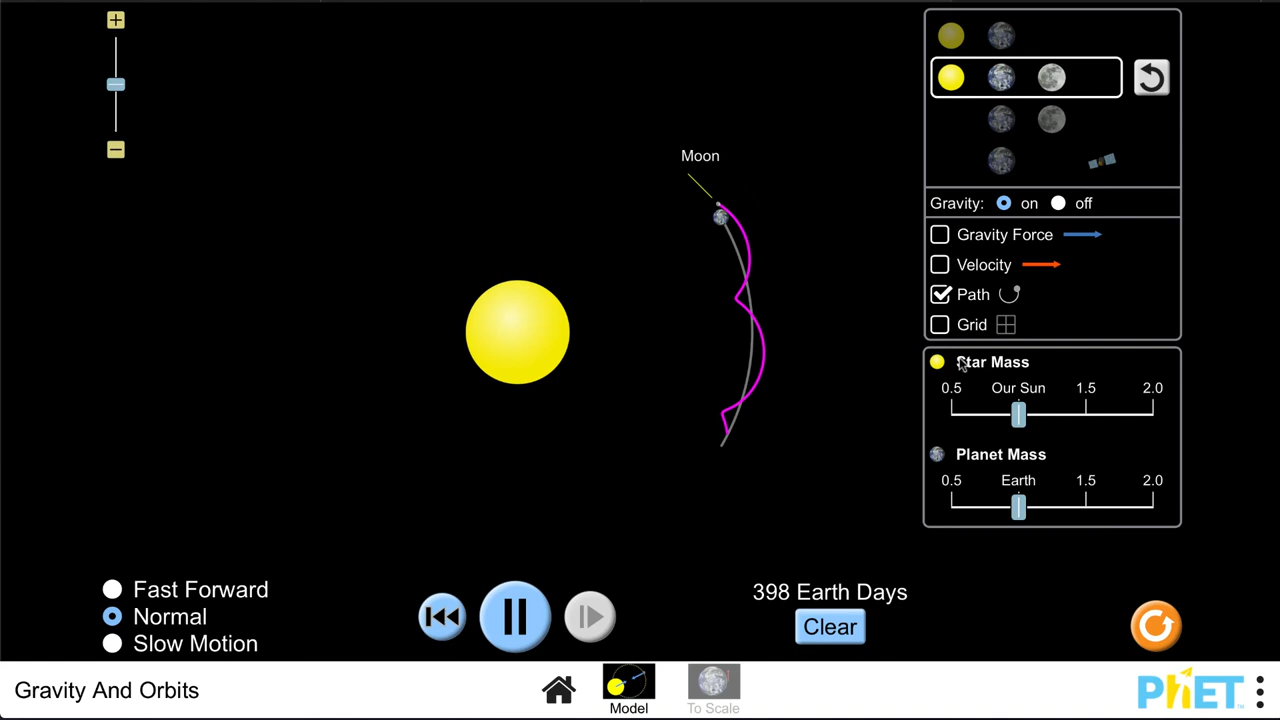 Moon
Gravity: on off
Gravity Force
Velocity
Path
Grid
Star Mass
0.5 Our Sun 1.5 2.0
Planet Mass
0.5 Earth 1.5 2.0
Fast Forward
Normal
Slow Motion
398 Earth Days
Clear
Gravity And Orbits
Model
To Scale
PhET